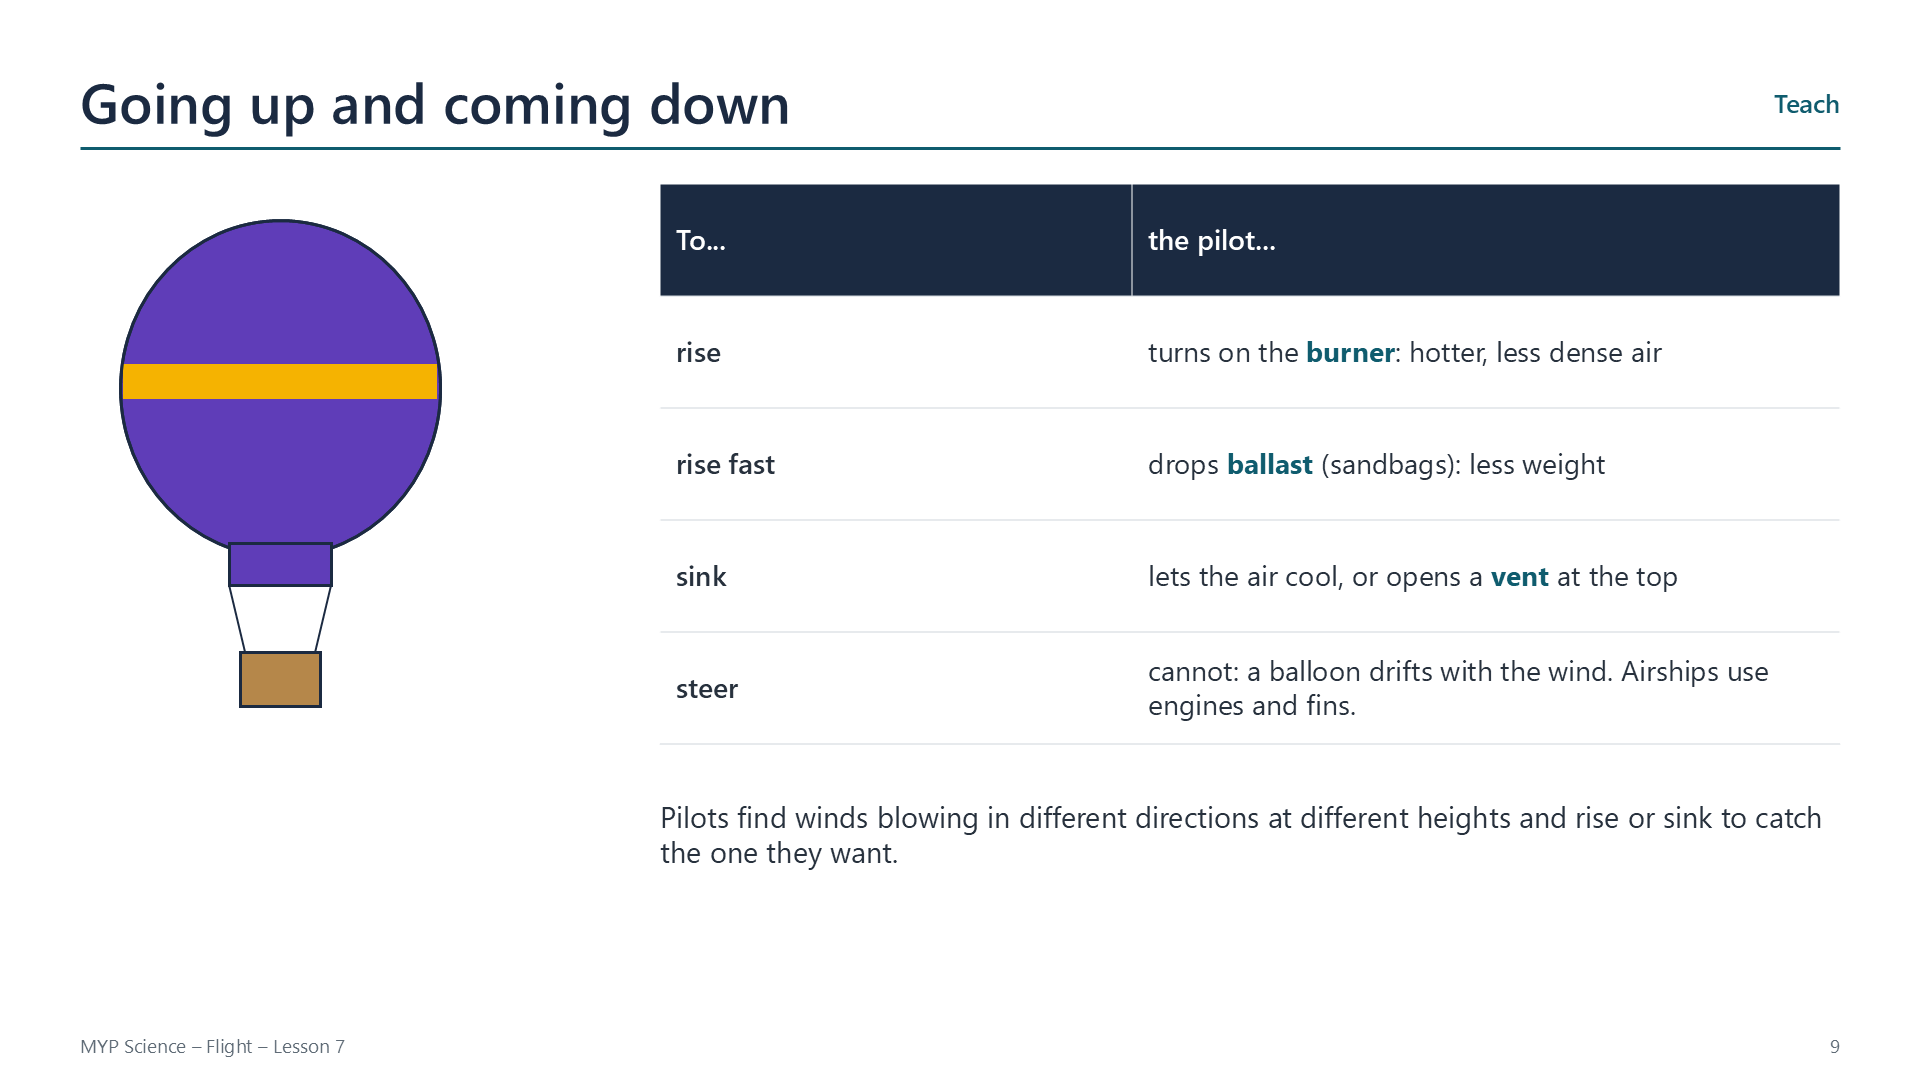 Going up and coming down
Teach
To...
the pilot...
rise
turns on the burner: hotter, less dense air
rise fast
drops ballast (sandbags): less weight
sink
lets the air cool, or opens a vent at the top
steer
cannot: a balloon drifts with the wind. Airships use
engines and fins.
Pilots find winds blowing in different directions at different heights and rise or sink to catch
the one they want.
MYP Science – Flight – Lesson 7
9